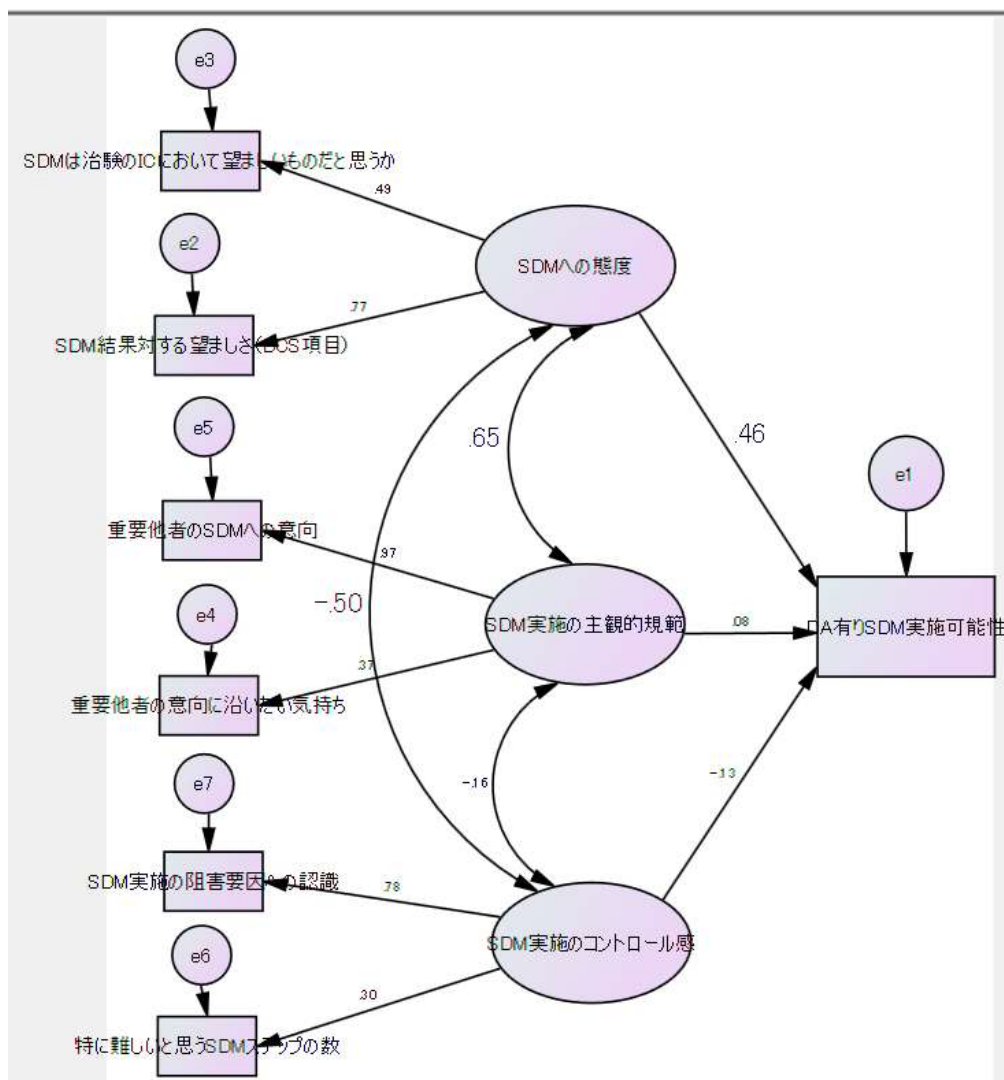 e3
SDMは治験のICにおいて望ましいものだと思うか
.49
e2
SDMへの態度
.77
SDM結果対する望ましさ(DCS項目)
e5
.65
.46
e1
重要他者のSDMへの意向
.97
-.50
e4
SDM実施の主観的規範
.08
DA有りSDM実施可能性
.37
重要他者の意向に沿いたい気持ち
e7
-.16
-.13
SDM実施の阻害要因への認識
.78
SDM実施のコントロール感
e6
.30
特に難しいと思うSDMステップの数